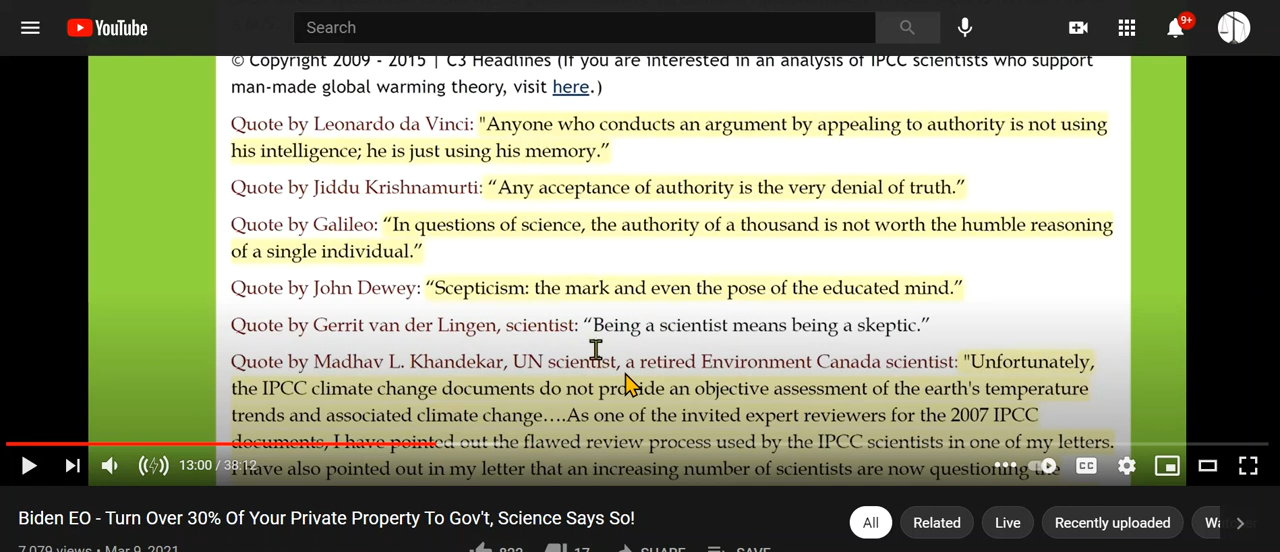 YouTube
Search
9+
© Copyright 2009 - 2015 | C3 Headlines (If you are interested in an analysis of IPCC scientists who support
man-made global warming theory, visit here.)
Quote by Leonardo da Vinci: "Anyone who conducts an argument by appealing to authority is not using
his intelligence; he is just using his memory.”
Quote by Jiddu Krishnamurti: “Any acceptance of authority is the very denial of truth.”
Quote by Galileo: “In questions of science, the authority of a thousand is not worth the humble reasoning
of a single individual.”
Quote by John Dewey: “Scepticism: the mark and even the pose of the educated mind.”
Quote by Gerrit van der Lingen, scientist: “Being a scientist means being a skeptic.”
Quote by Madhav L. Khandekar, UN scientist, a retired Environment Canada scientist: "Unfortunately,
the IPCC climate change documents do not provide an objective assessment of the earth's temperature
trends and associated climate change….As one of the invited expert reviewers for the 2007 IPCC
documents, I have pointed out the flawed review process used by the IPCC scientists in one of my letters.
I have also pointed out in my letter that an increasing number of scientists are now questioning the
13:00 / 38:12
CC
Biden EO - Turn Over 30% Of Your Private Property To Gov't, Science Says So!
All Related Live Recently uploaded
7,079 views • Mar 9, 2021
822 17 SHARE SAVE